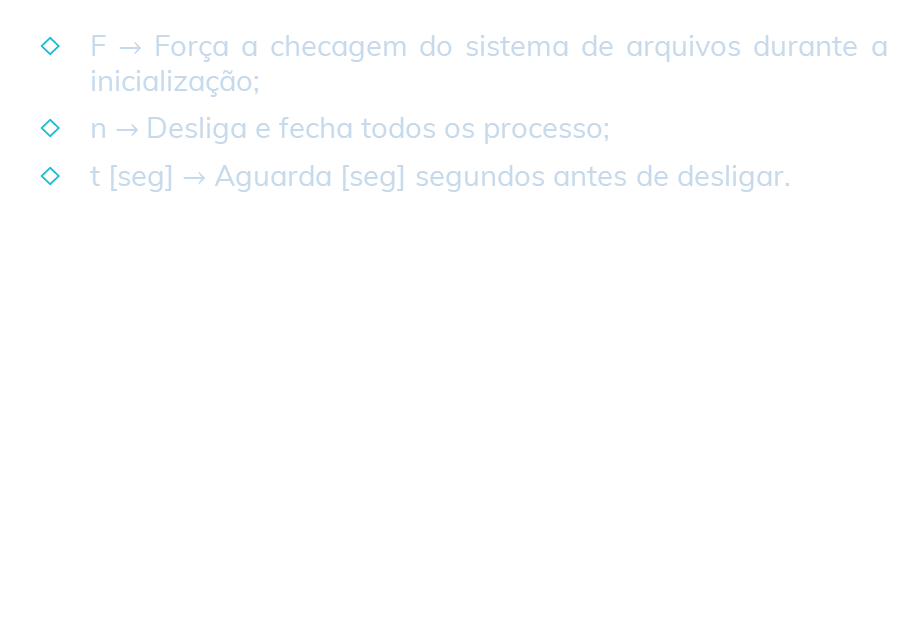 ◇ F → Força a checagem do sistema de arquivos durante a
inicialização;
◇ n → Desliga e fecha todos os processo;
◇ t [seg] → Aguarda [seg] segundos antes de desligar.